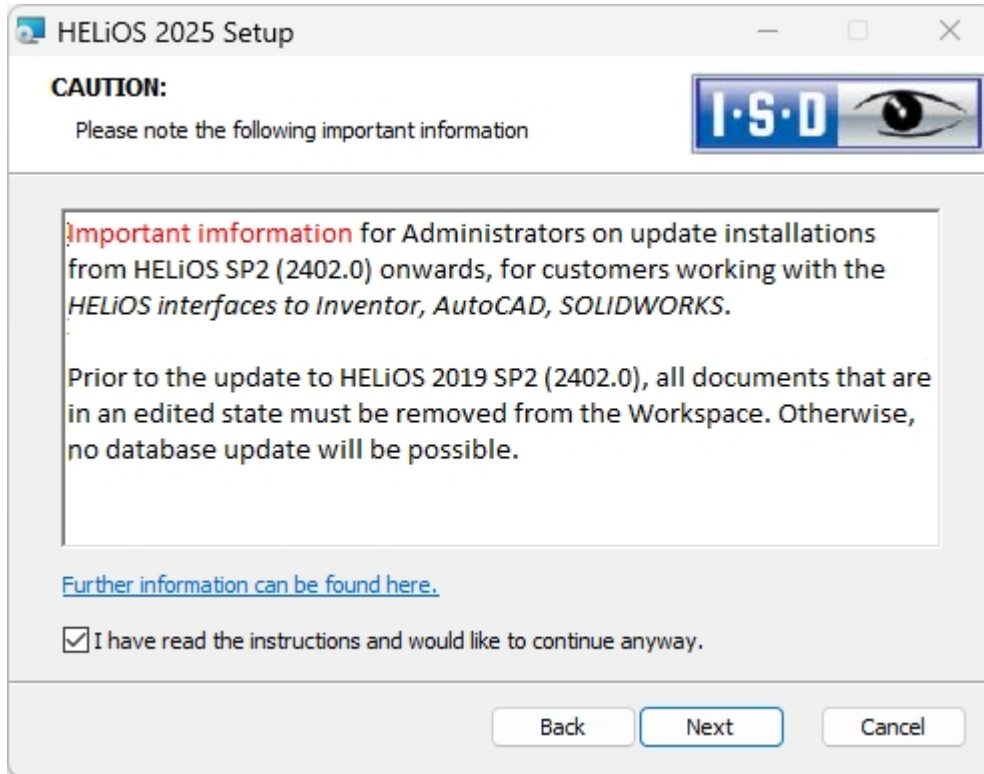 HELiOS 2025 Setup
CAUTION:
Please note the following important information
I·S·D
Important imformation for Administrators on update installations
from HELiOS SP2 (2402.0) onwards, for customers working with the
HELiOS interfaces to Inventor, AutoCAD, SOLIDWORKS.
Prior to the update to HELiOS 2019 SP2 (2402.0), all documents that are
in an edited state must be removed from the Workspace. Otherwise,
no database update will be possible.
Further information can be found here.
I have read the instructions and would like to continue anyway.
Back Next Cancel